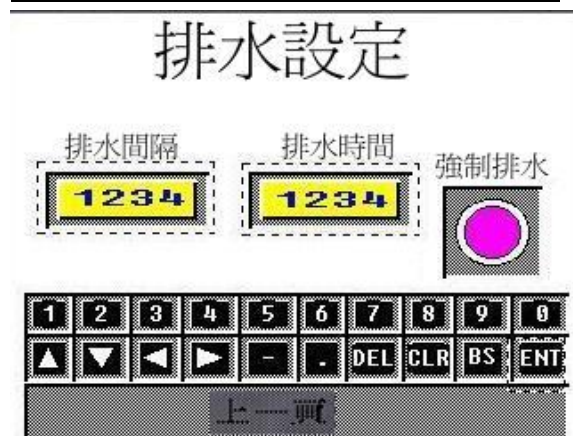 排水設定
排水間隔 排水時間 強制排水
1234 1234
1 2 3 4 5 6 7 8 9 0
- . DEL CLR BS ENT
上一頁